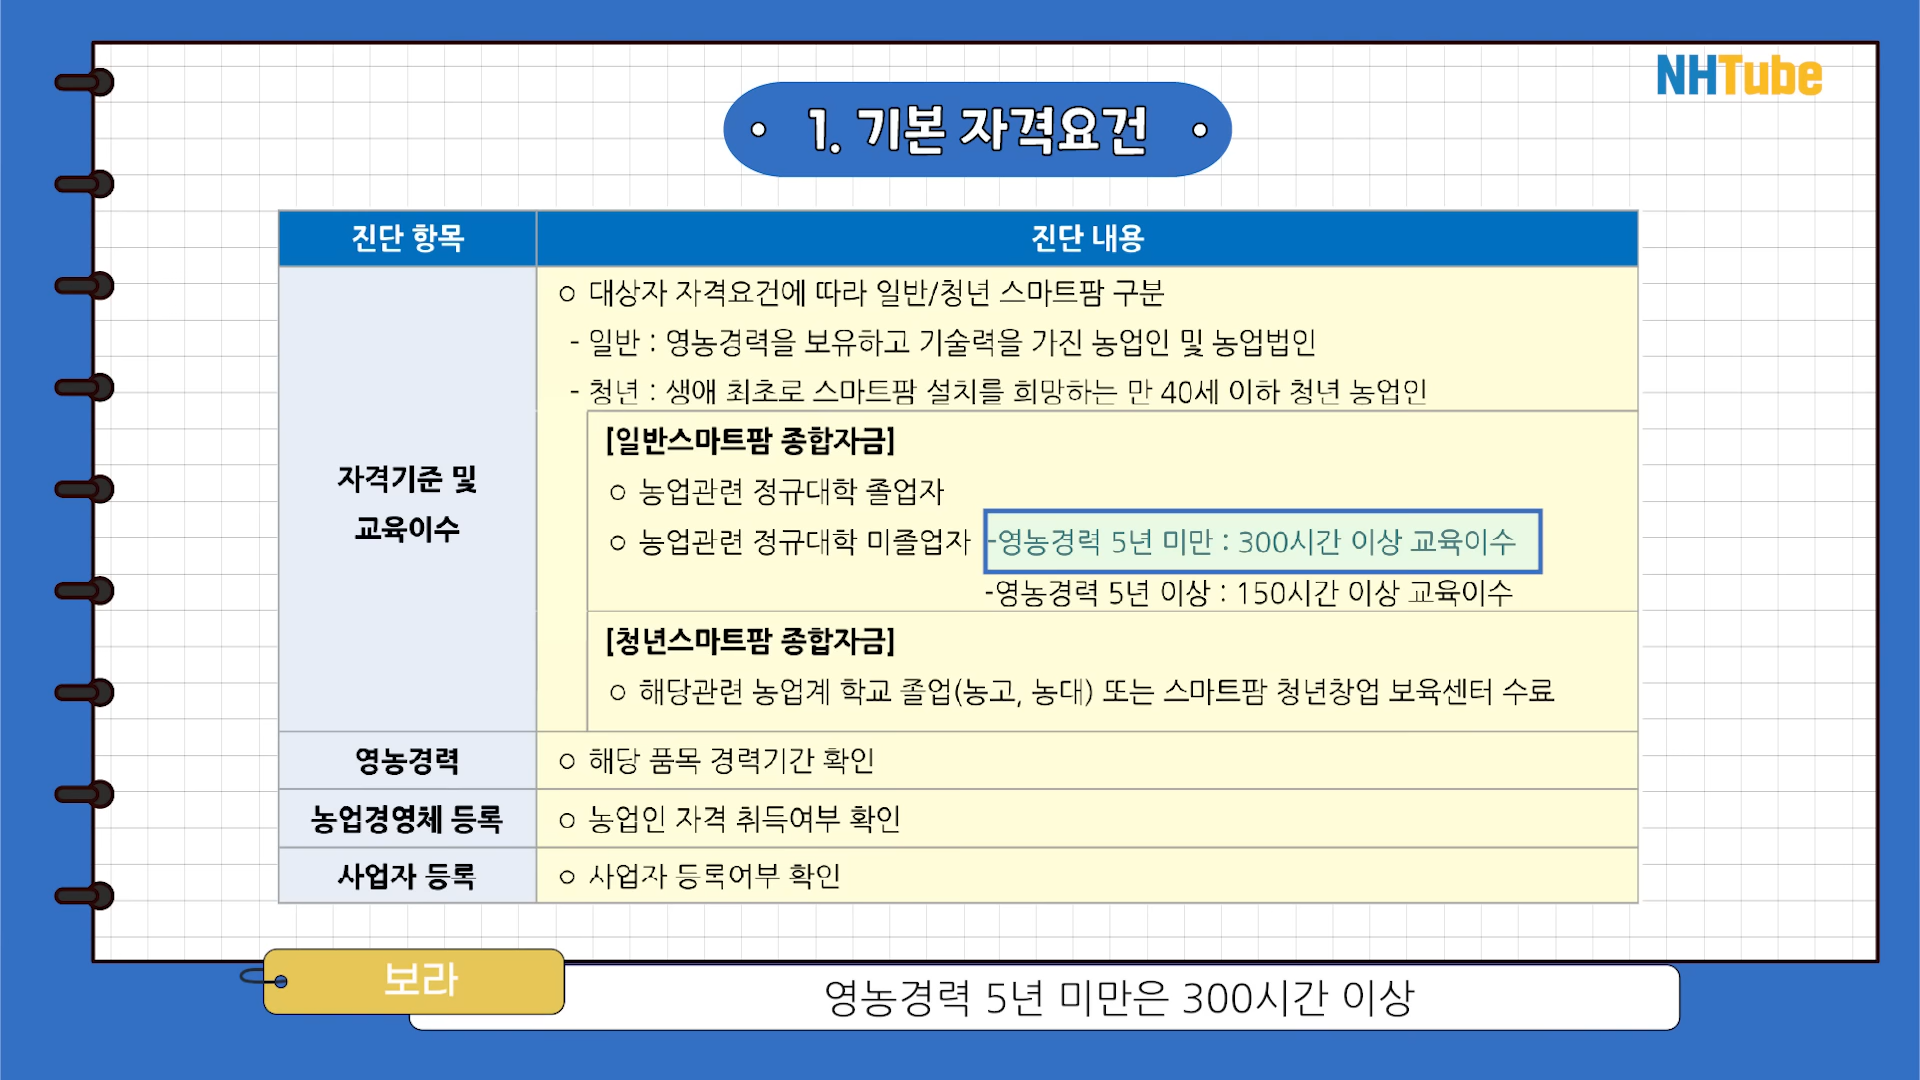 NHTube
1. 기본 자격요건
진단 항목
진단 내용
자격기준 및
교육이수
○ 대상자 자격요건에 따라 일반/청년 스마트팜 구분
- 일반 : 영농경력을 보유하고 기술력을 가진 농업인 및 농업법인
- 청년 : 생애 최초로 스마트팜 설치를 희망하는 만 40세 이하 청년 농업인
[일반스마트팜 종합자금]
○ 농업관련 정규대학 졸업자
○ 농업관련 정규대학 미졸업자 -영농경력 5년 미만 : 300시간 이상 교육이수
-영농경력 5년 이상 : 150시간 이상 교육이수
[청년스마트팜 종합자금]
○ 해당관련 농업계 학교 졸업(농고, 농대) 또는 스마트팜 청년창업 보육센터 수료
영농경력
○ 해당 품목 경력기간 확인
농업경영체 등록
○ 농업인 자격 취득여부 확인
사업자 등록
○ 사업자 등록여부 확인
보라
영농경력 5년 미만은 300시간 이상